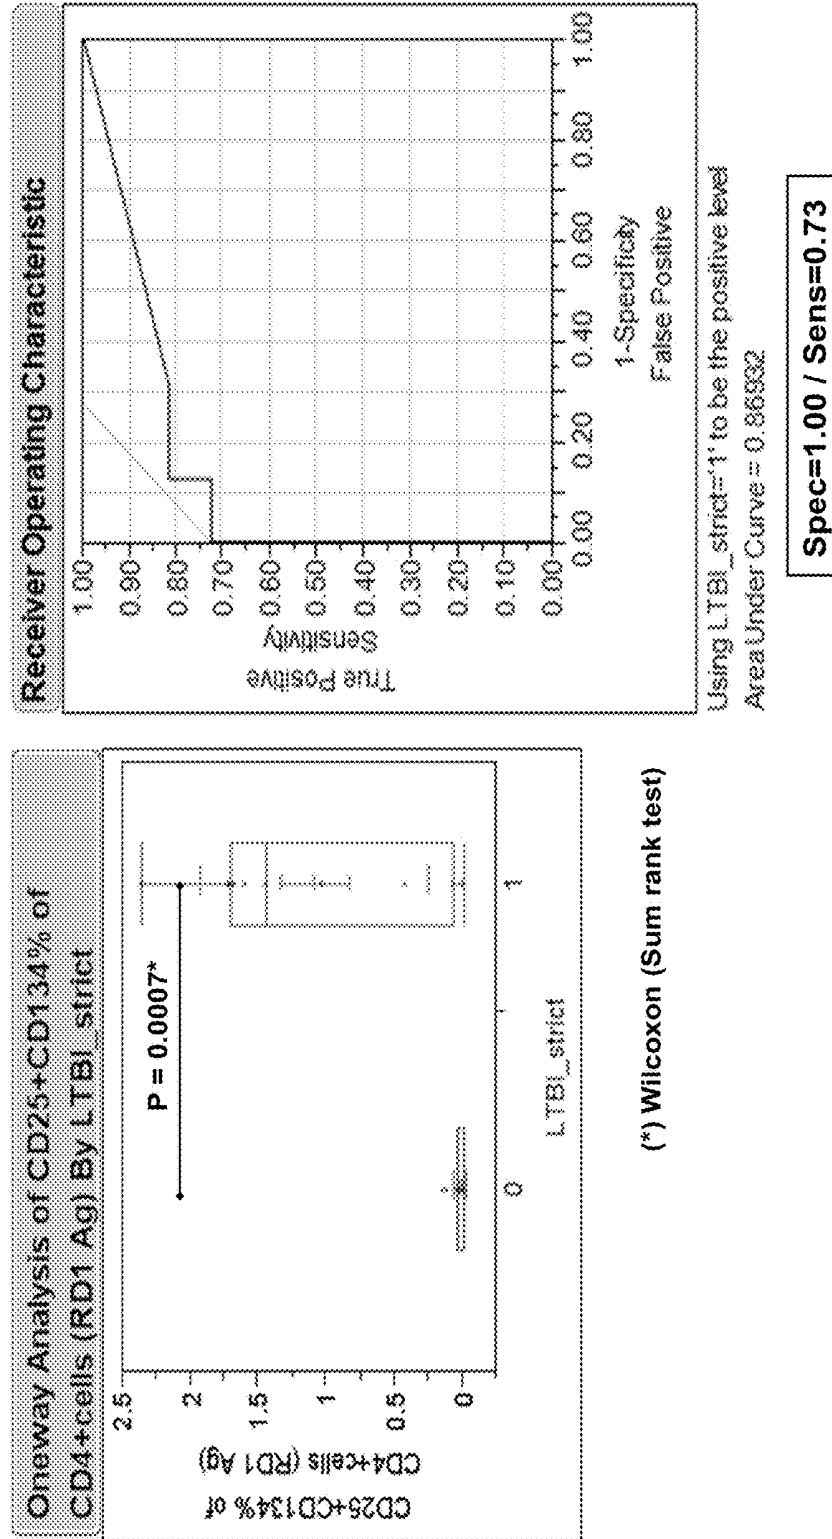 Oneway Analysis of CD25+CD134% of
CD4+cells (RD1 Ag) By LTBI_strict
CD25+CD134% of
CD4+cells (RD1 Ag)
2.5
2
1.5
1
0.5
0
P = 0.0007*
0
1
LTBI_strict
(*) Wilcoxon (Sum rank test)
Receiver Operating Characteristic
True Positive
Sensitivity
1.00
0.90
0.80
0.70
0.60
0.50
0.40
0.30
0.20
0.10
0.00
0.00
0.20
0.40
0.60
0.80
1.00
1-Specificity
False Positive
Using LTBI_strict='1' to be the positive level
Area Under Curve = 0.86932
Spec=1.00 / Sens=0.73